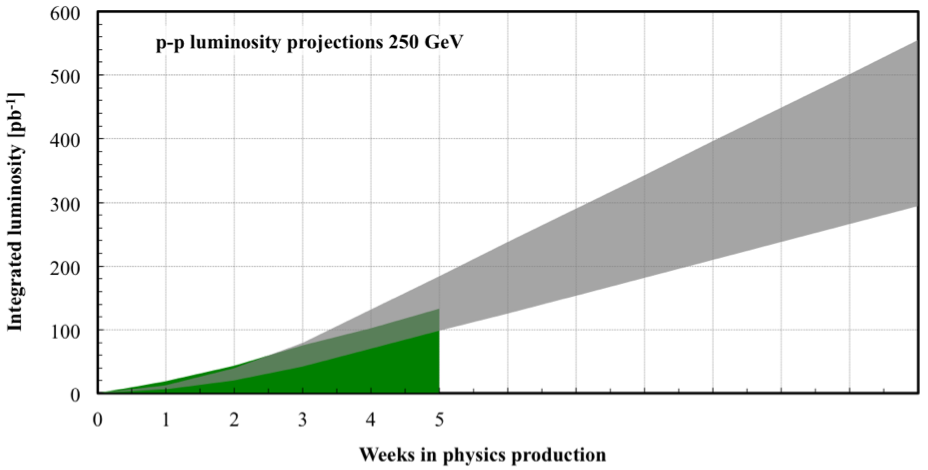 p-p luminosity projections 250 GeV
Integrated luminosity [pb⁻¹]
600
500
400
300
200
100
0
0 1 2 3 4 5
Weeks in physics production